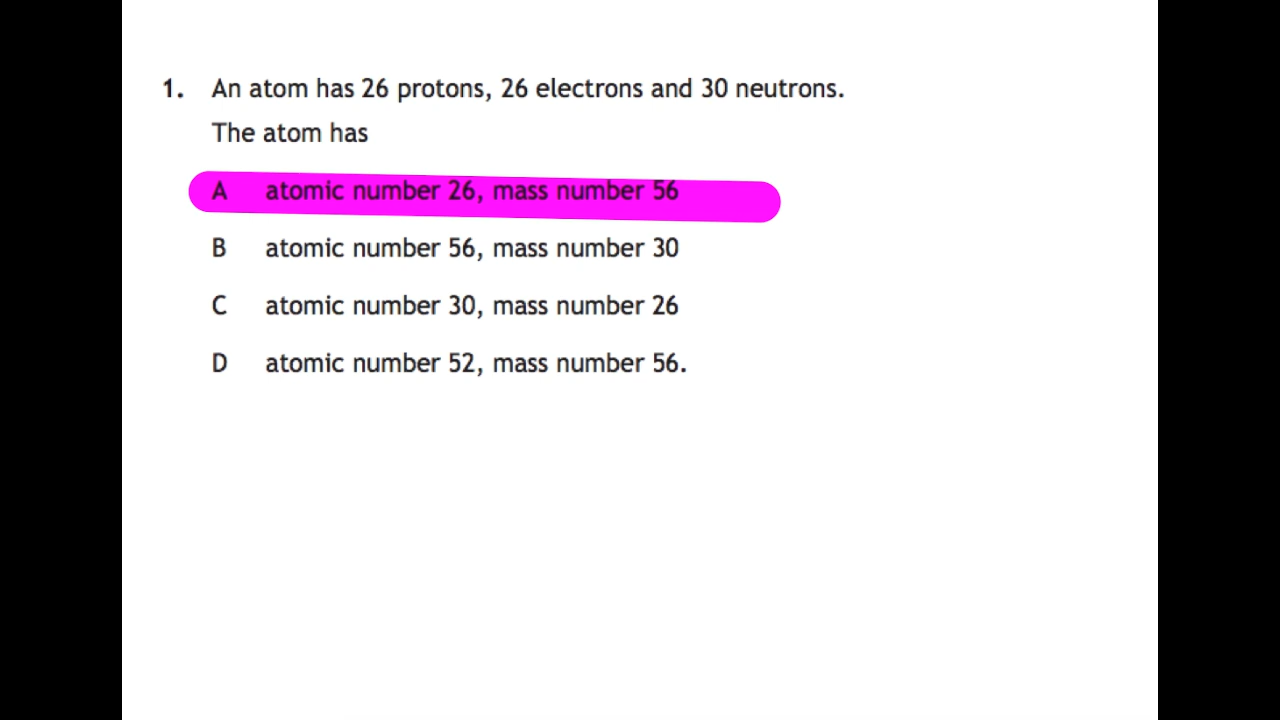 1. An atom has 26 protons, 26 electrons and 30 neutrons.
The atom has
A atomic number 26, mass number 56
B atomic number 56, mass number 30
C atomic number 30, mass number 26
D atomic number 52, mass number 56.